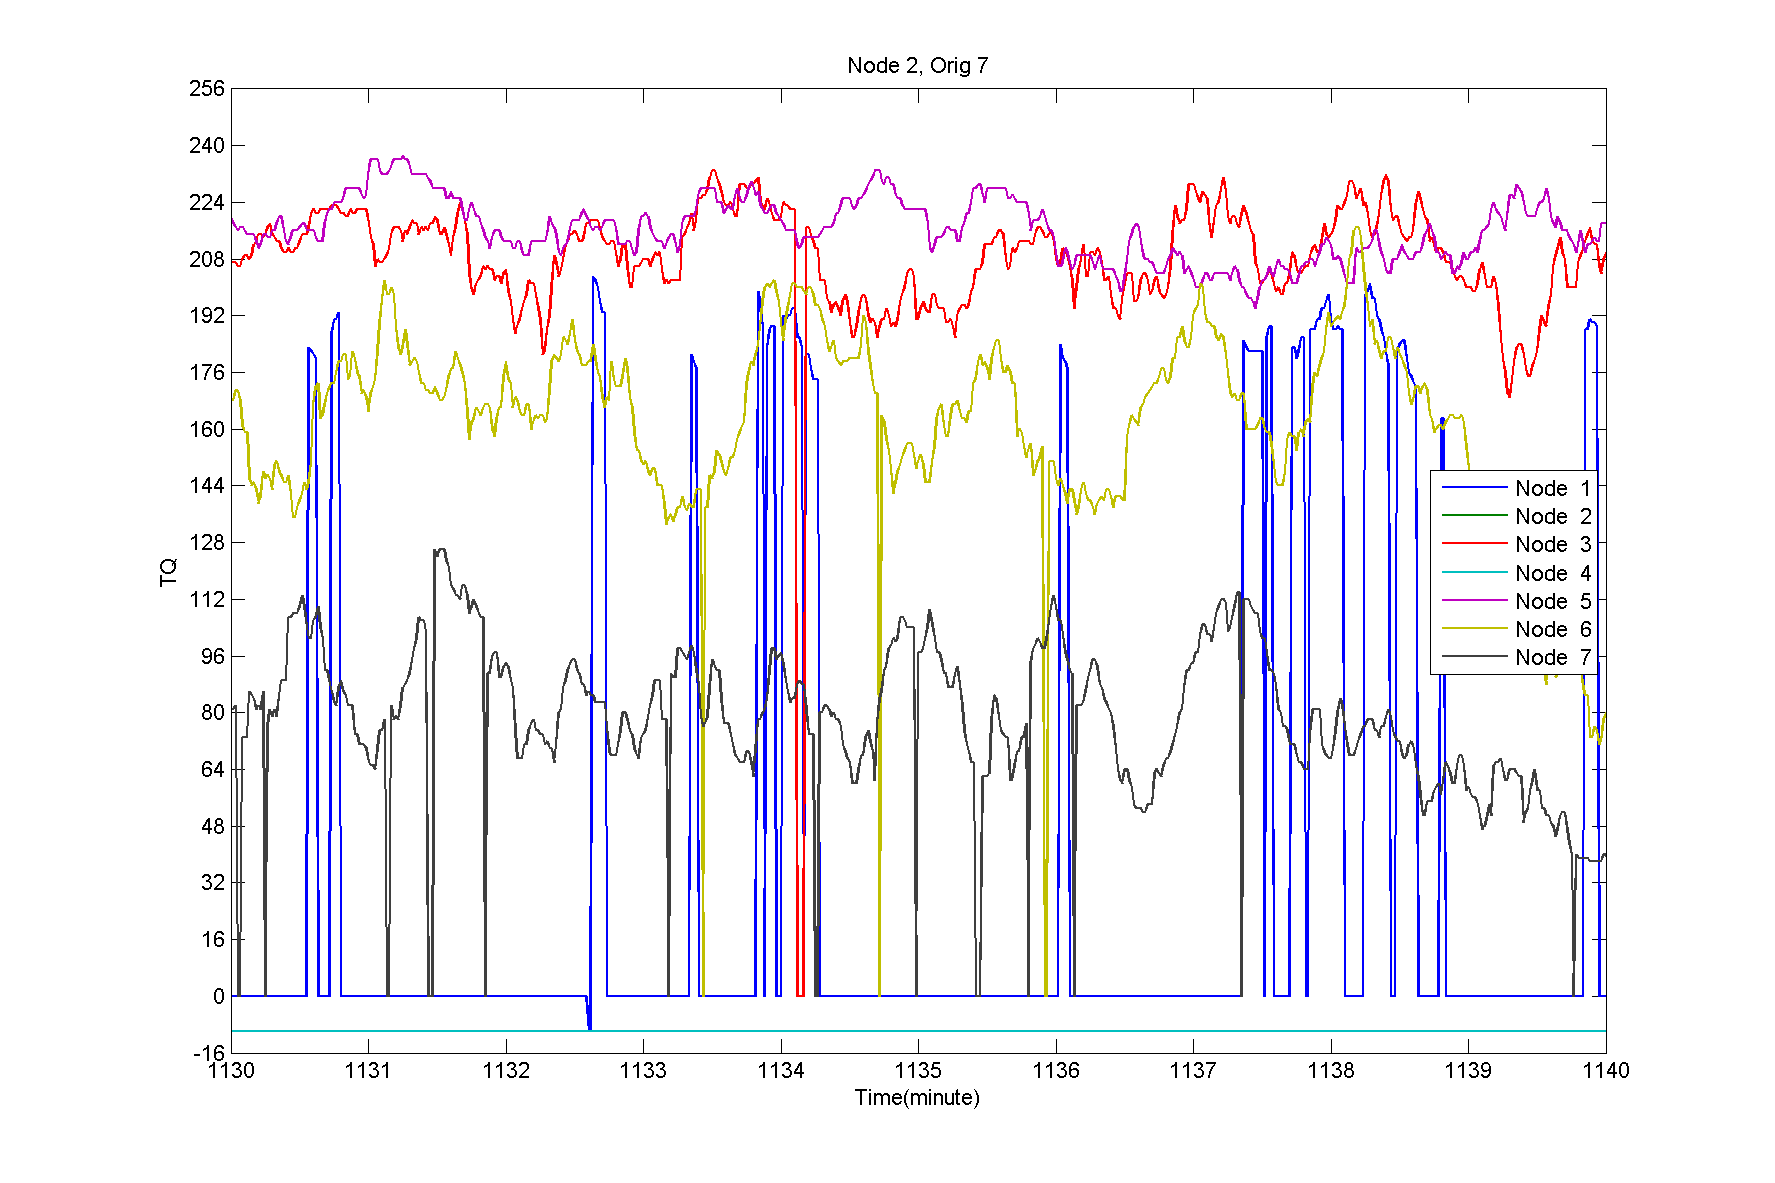 Node 2, Orig 7
256
240
224
208
192
176
160
144
128
112
96
80
64
48
32
16
0
-16
TQ
Node 1
Node 2
Node 3
Node 4
Node 5
Node 6
Node 7
1130 1131 1132 1133 1134 1135 1136 1137 1138 1139 1140
Time(minute)